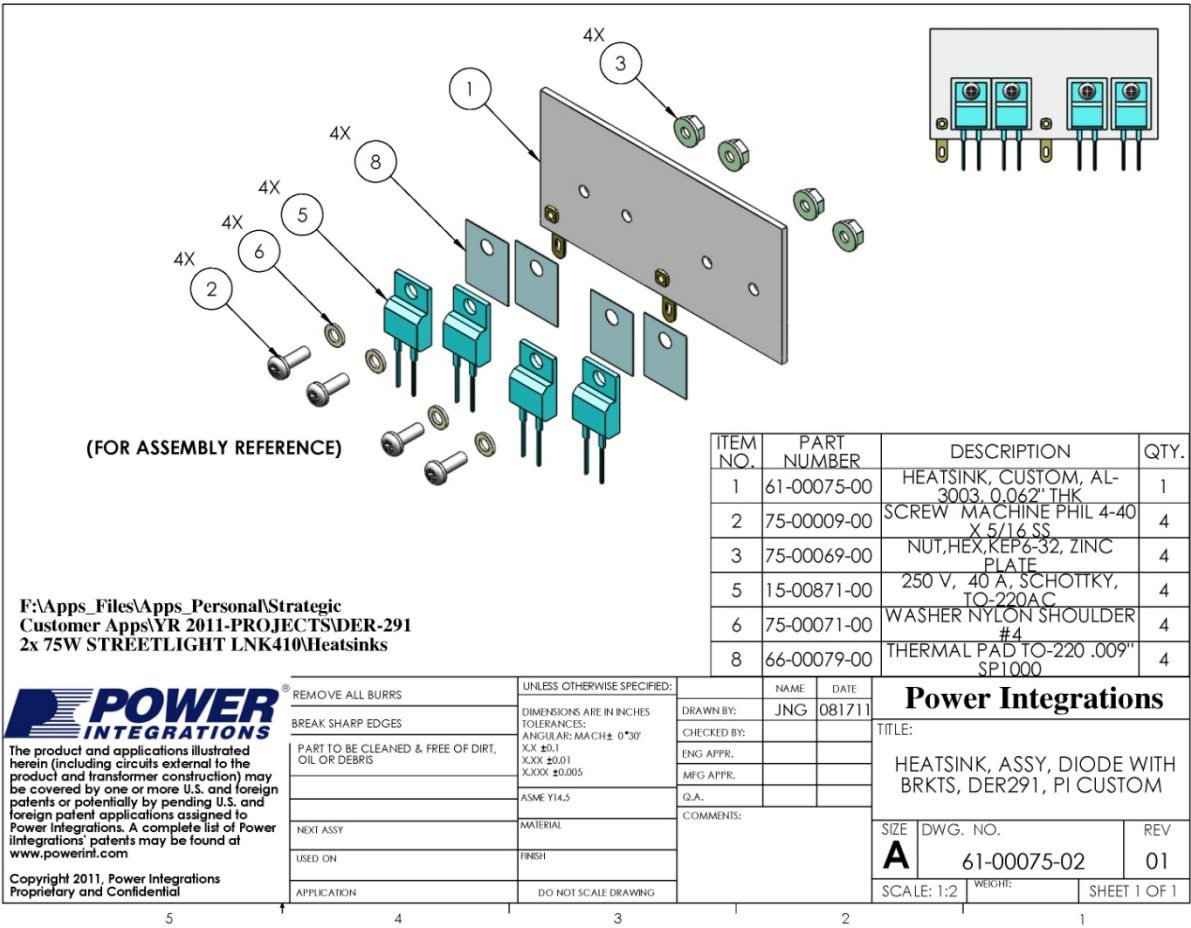 4X
3
1
4X
8
4X
5
4X
6
4X
2
(FOR ASSEMBLY REFERENCE)
ITEM NO. PART NUMBER DESCRIPTION QTY.
1 61-00075-00 HEATSINK, CUSTOM, AL-3003, 0.062" THK 1
2 75-00009-00 SCREW MACHINE PHIL 4-40 X 5/16 SS 4
3 75-00069-00 NUT,HEX,KEP6-32, ZINC PLATE 4
5 15-00871-00 250 V, 40 A, SCHOTTKY, TO-220AC 4
6 75-00071-00 WASHER NYLON SHOULDER #4 4
8 66-00079-00 THERMAL PAD TO-220 .009" SP1000 4
F:\Apps_Files\Apps_Personal\Strategic
Customer Apps\YR 2011-PROJECTS\DER-291
2x 75W STREETLIGHT LNK410\Heatsinks
POWER
INTEGRATIONS
®
The product and applications illustrated
herein (including circuits external to the
product and transformer construction) may
be covered by one or more U.S. and foreign
patents or potentially by pending U.S. and
foreign patent applications assigned to
Power Integrations. A complete list of Power
iIntegrations' patents may be found at
www.powerint.com
Copyright 2011, Power Integrations
Proprietary and Confidential
REMOVE ALL BURRS
BREAK SHARP EDGES
PART TO BE CLEANED & FREE OF DIRT,
OIL OR DEBRIS
NEXT ASSY
USED ON
APPLICATION
UNLESS OTHERWISE SPECIFIED:
DIMENSIONS ARE IN INCHES
TOLERANCES:
ANGULAR: MACH± 0°30'
X.X ±0.1
X.XX ±0.01
X.XXX ±0.005
ASME Y14.5
MATERIAL
FINISH
DO NOT SCALE DRAWING
NAME DATE
DRAWN BY: JNG 081711
CHECKED BY:
ENG APPR.
MFG APPR.
Q.A.
COMMENTS:
Power Integrations
TITLE:
HEATSINK, ASSY, DIODE WITH
BRKTS, DER291, PI CUSTOM
SIZE DWG. NO. REV
A 61-00075-02 01
SCALE: 1:2 WEIGHT: SHEET 1 OF 1
5 4 3 2 1